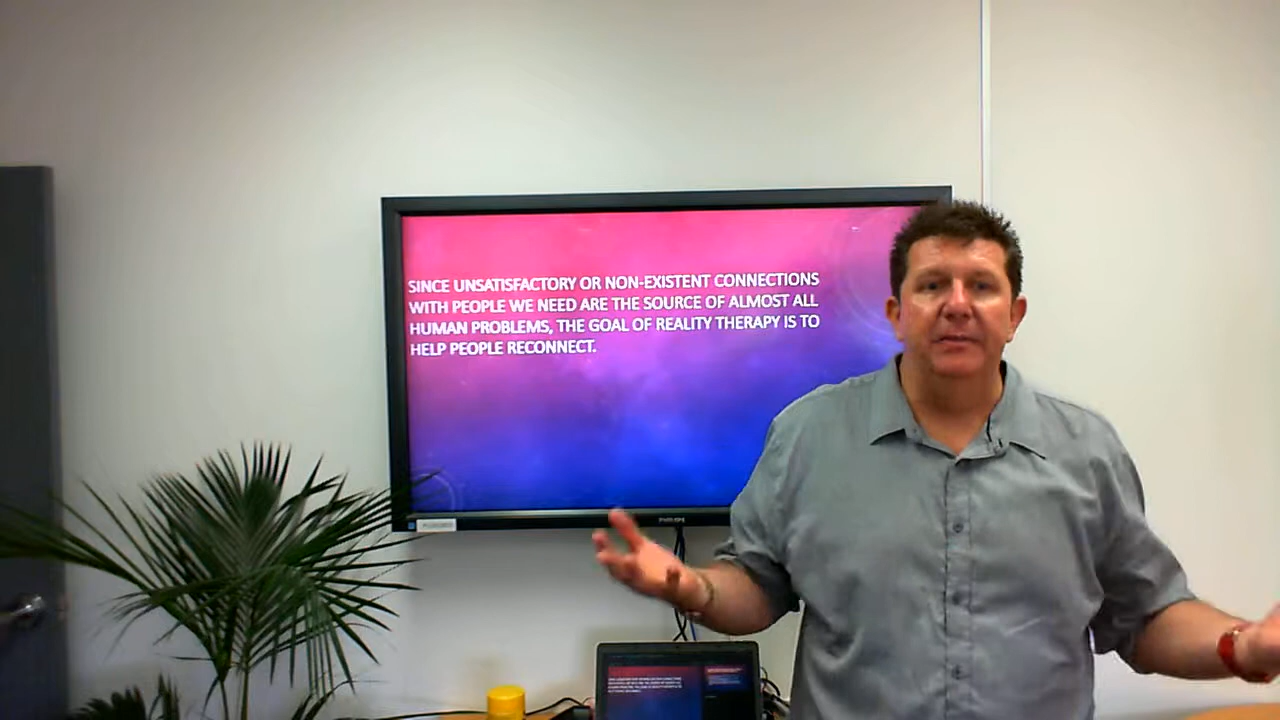 SINCE UNSATISFACTORY OR NON-EXISTENT CONNECTIONS
WITH PEOPLE WE NEED ARE THE SOURCE OF ALMOST ALL
HUMAN PROBLEMS, THE GOAL OF REALITY THERAPY IS TO
HELP PEOPLE RECONNECT.
PHILIPS